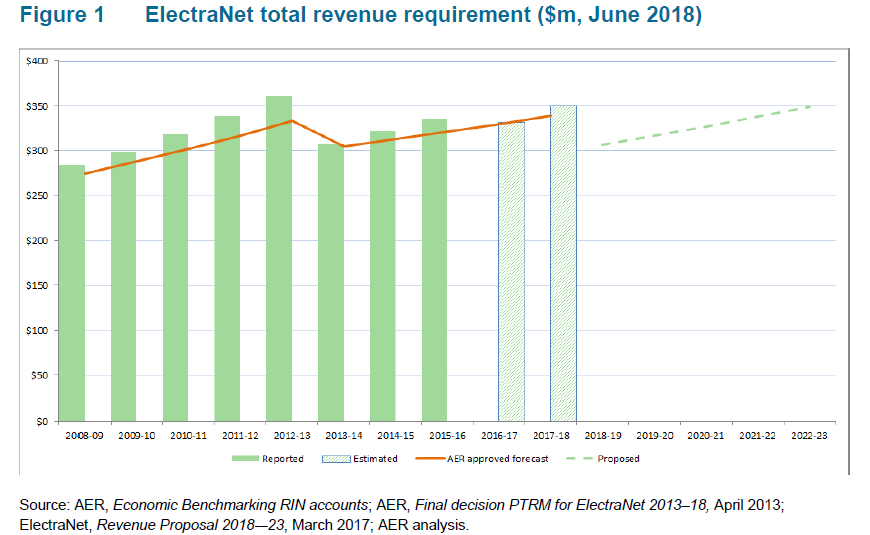 Figure 1 ElectraNet total revenue requirement ($m, June 2018)
$400
$350
$300
$250
$200
$150
$100
$50
$0
2008-09 2009-10 2010-11 2011-12 2012-13 2013-14 2014-15 2015-16 2016-17 2017-18 2018-19 2019-20 2020-21 2021-22 2022-23
Reported Estimated AER approved forecast Proposed
Source: AER, Economic Benchmarking RIN accounts; AER, Final decision PTRM for ElectraNet 2013–18, April 2013;
ElectraNet, Revenue Proposal 2018-–23, March 2017; AER analysis.